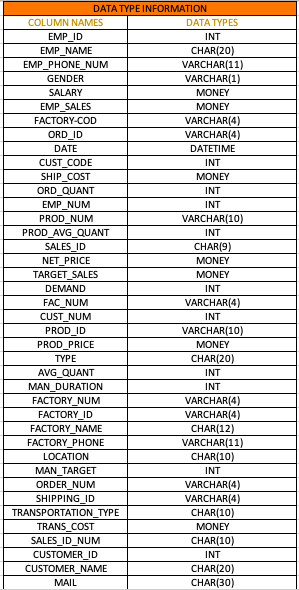 DATA TYPE INFORMATION
COLUMN NAMES DATA TYPES
EMP_ID INT
EMP_NAME CHAR(20)
EMP_PHONE_NUM VARCHAR(11)
GENDER VARCHAR(1)
SALARY MONEY
EMP_SALES MONEY
FACTORY-COD VARCHAR(4)
ORD_ID VARCHAR(4)
DATE DATETIME
CUST_CODE INT
SHIP_COST MONEY
ORD_QUANT INT
EMP_NUM INT
PROD_NUM VARCHAR(10)
PROD_AVG_QUANT INT
SALES_ID CHAR(9)
NET_PRICE MONEY
TARGET_SALES MONEY
DEMAND INT
FAC_NUM VARCHAR(4)
CUST_NUM INT
PROD_ID VARCHAR(10)
PROD_PRICE MONEY
TYPE CHAR(20)
AVG_QUANT INT
MAN_DURATION INT
FACTORY_NUM VARCHAR(4)
FACTORY_ID VARCHAR(4)
FACTORY_NAME CHAR(12)
FACTORY_PHONE VARCHAR(11)
LOCATION CHAR(10)
MAN_TARGET INT
ORDER_NUM VARCHAR(4)
SHIPPING_ID VARCHAR(4)
TRANSPORTATION_TYPE CHAR(10)
TRANS_COST MONEY
SALES_ID_NUM CHAR(10)
CUSTOMER_ID INT
CUSTOMER_NAME CHAR(20)
MAIL CHAR(30)